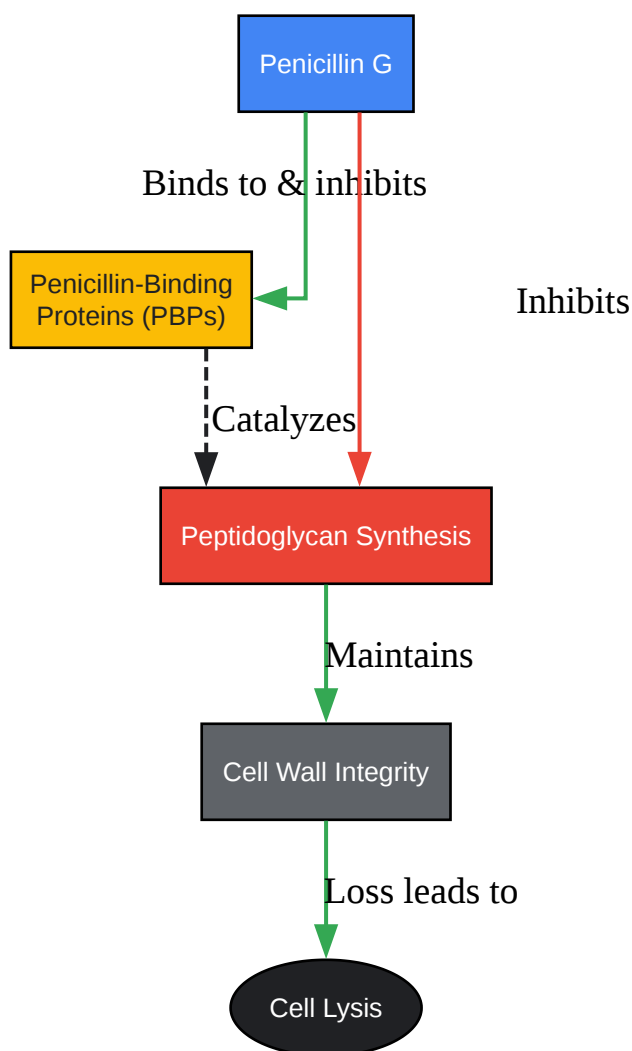 Penicillin G
Binds to & inhibits
Penicillin-Binding
Proteins (PBPs)
Inhibits
Catalyzes
Peptidoglycan Synthesis
Maintains
Cell Wall Integrity
Loss leads to
Cell Lysis